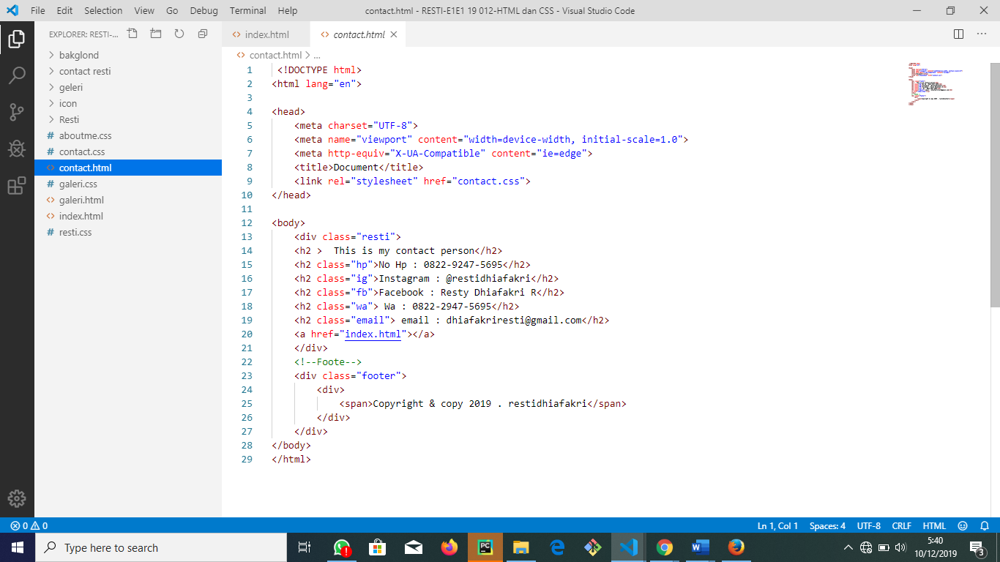 File Edit Selection View Go Debug Terminal Help contact.html - RESTI-E1E1 19 012-HTML dan CSS - Visual Studio Code
EXPLORER: RESTI-...
bakglond
contact resti
geleri
icon
Resti
# aboutme.css
# contact.css
<> contact.html
# galeri.css
<> galeri.html
<> index.html
# resti.css
<> index.html <> contact.html
<> contact.html > ...
1 <!DOCTYPE html>
2 <html lang="en">
3
4 <head>
5 <meta charset="UTF-8">
6 <meta name="viewport" content="width=device-width, initial-scale=1.0">
7 <meta http-equiv="X-UA-Compatible" content="ie=edge">
8 <title>Document</title>
9 <link rel="stylesheet" href="contact.css">
10 </head>
11
12 <body>
13 <div class="resti">
14 <h2 >  This is my contact person</h2>
15 <h2 class="hp">No Hp : 0822-9247-5695</h2>
16 <h2 class="ig">Instagram : @restidhiafakri</h2>
17 <h2 class="fb">Facebook : Resty Dhiafakri R</h2>
18 <h2 class="wa"> Wa : 0822-2947-5695</h2>
19 <h2 class="email"> email : dhiafakriresti@gmail.com</h2>
20 <a href="index.html"></a>
21 </div>
22 <!--Foote-->
23 <div class="footer">
24 <div>
25 <span>Copyright & copy 2019 . restidhiafakri</span>
26 </div>
27 </div>
28 </body>
29 </html>
0 0 Ln 1, Col 1 Spaces: 4 UTF-8 CRLF HTML
Type here to search
PC
5:40
10/12/2019
3